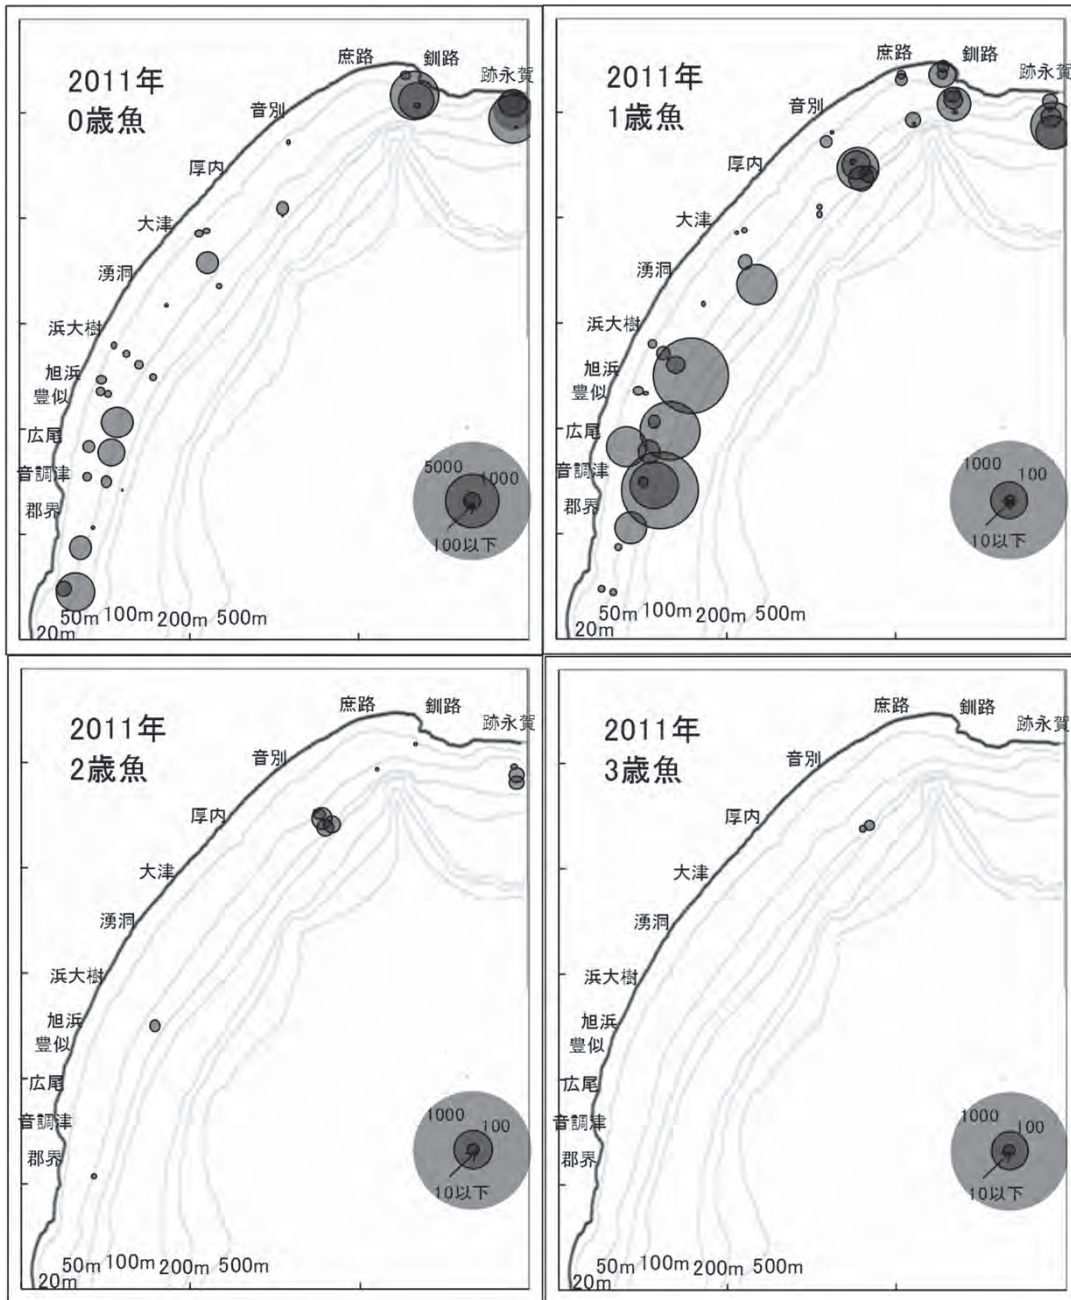 2011年
0歳魚
庶路
釧路
跡永賀
音別
厚内
大津
湧洞
浜大樹
旭浜
豊似
広尾
音調津
郡界
5000
1000
100以下
20m
50m
100m
200m
500m
2011年
1歳魚
庶路
釧路
跡永賀
音別
厚内
大津
湧洞
浜大樹
旭浜
豊似
広尾
音調津
郡界
1000
100
10以下
20m
50m
100m
200m
500m
2011年
2歳魚
庶路
釧路
跡永賀
音別
厚内
大津
湧洞
浜大樹
旭浜
豊似
広尾
音調津
郡界
1000
100
10以下
20m
50m
100m
200m
500m
2011年
3歳魚
庶路
釧路
跡永賀
音別
厚内
大津
湧洞
浜大樹
旭浜
豊似
広尾
音調津
郡界
1000
100
10以下
20m
50m
100m
200m
500m